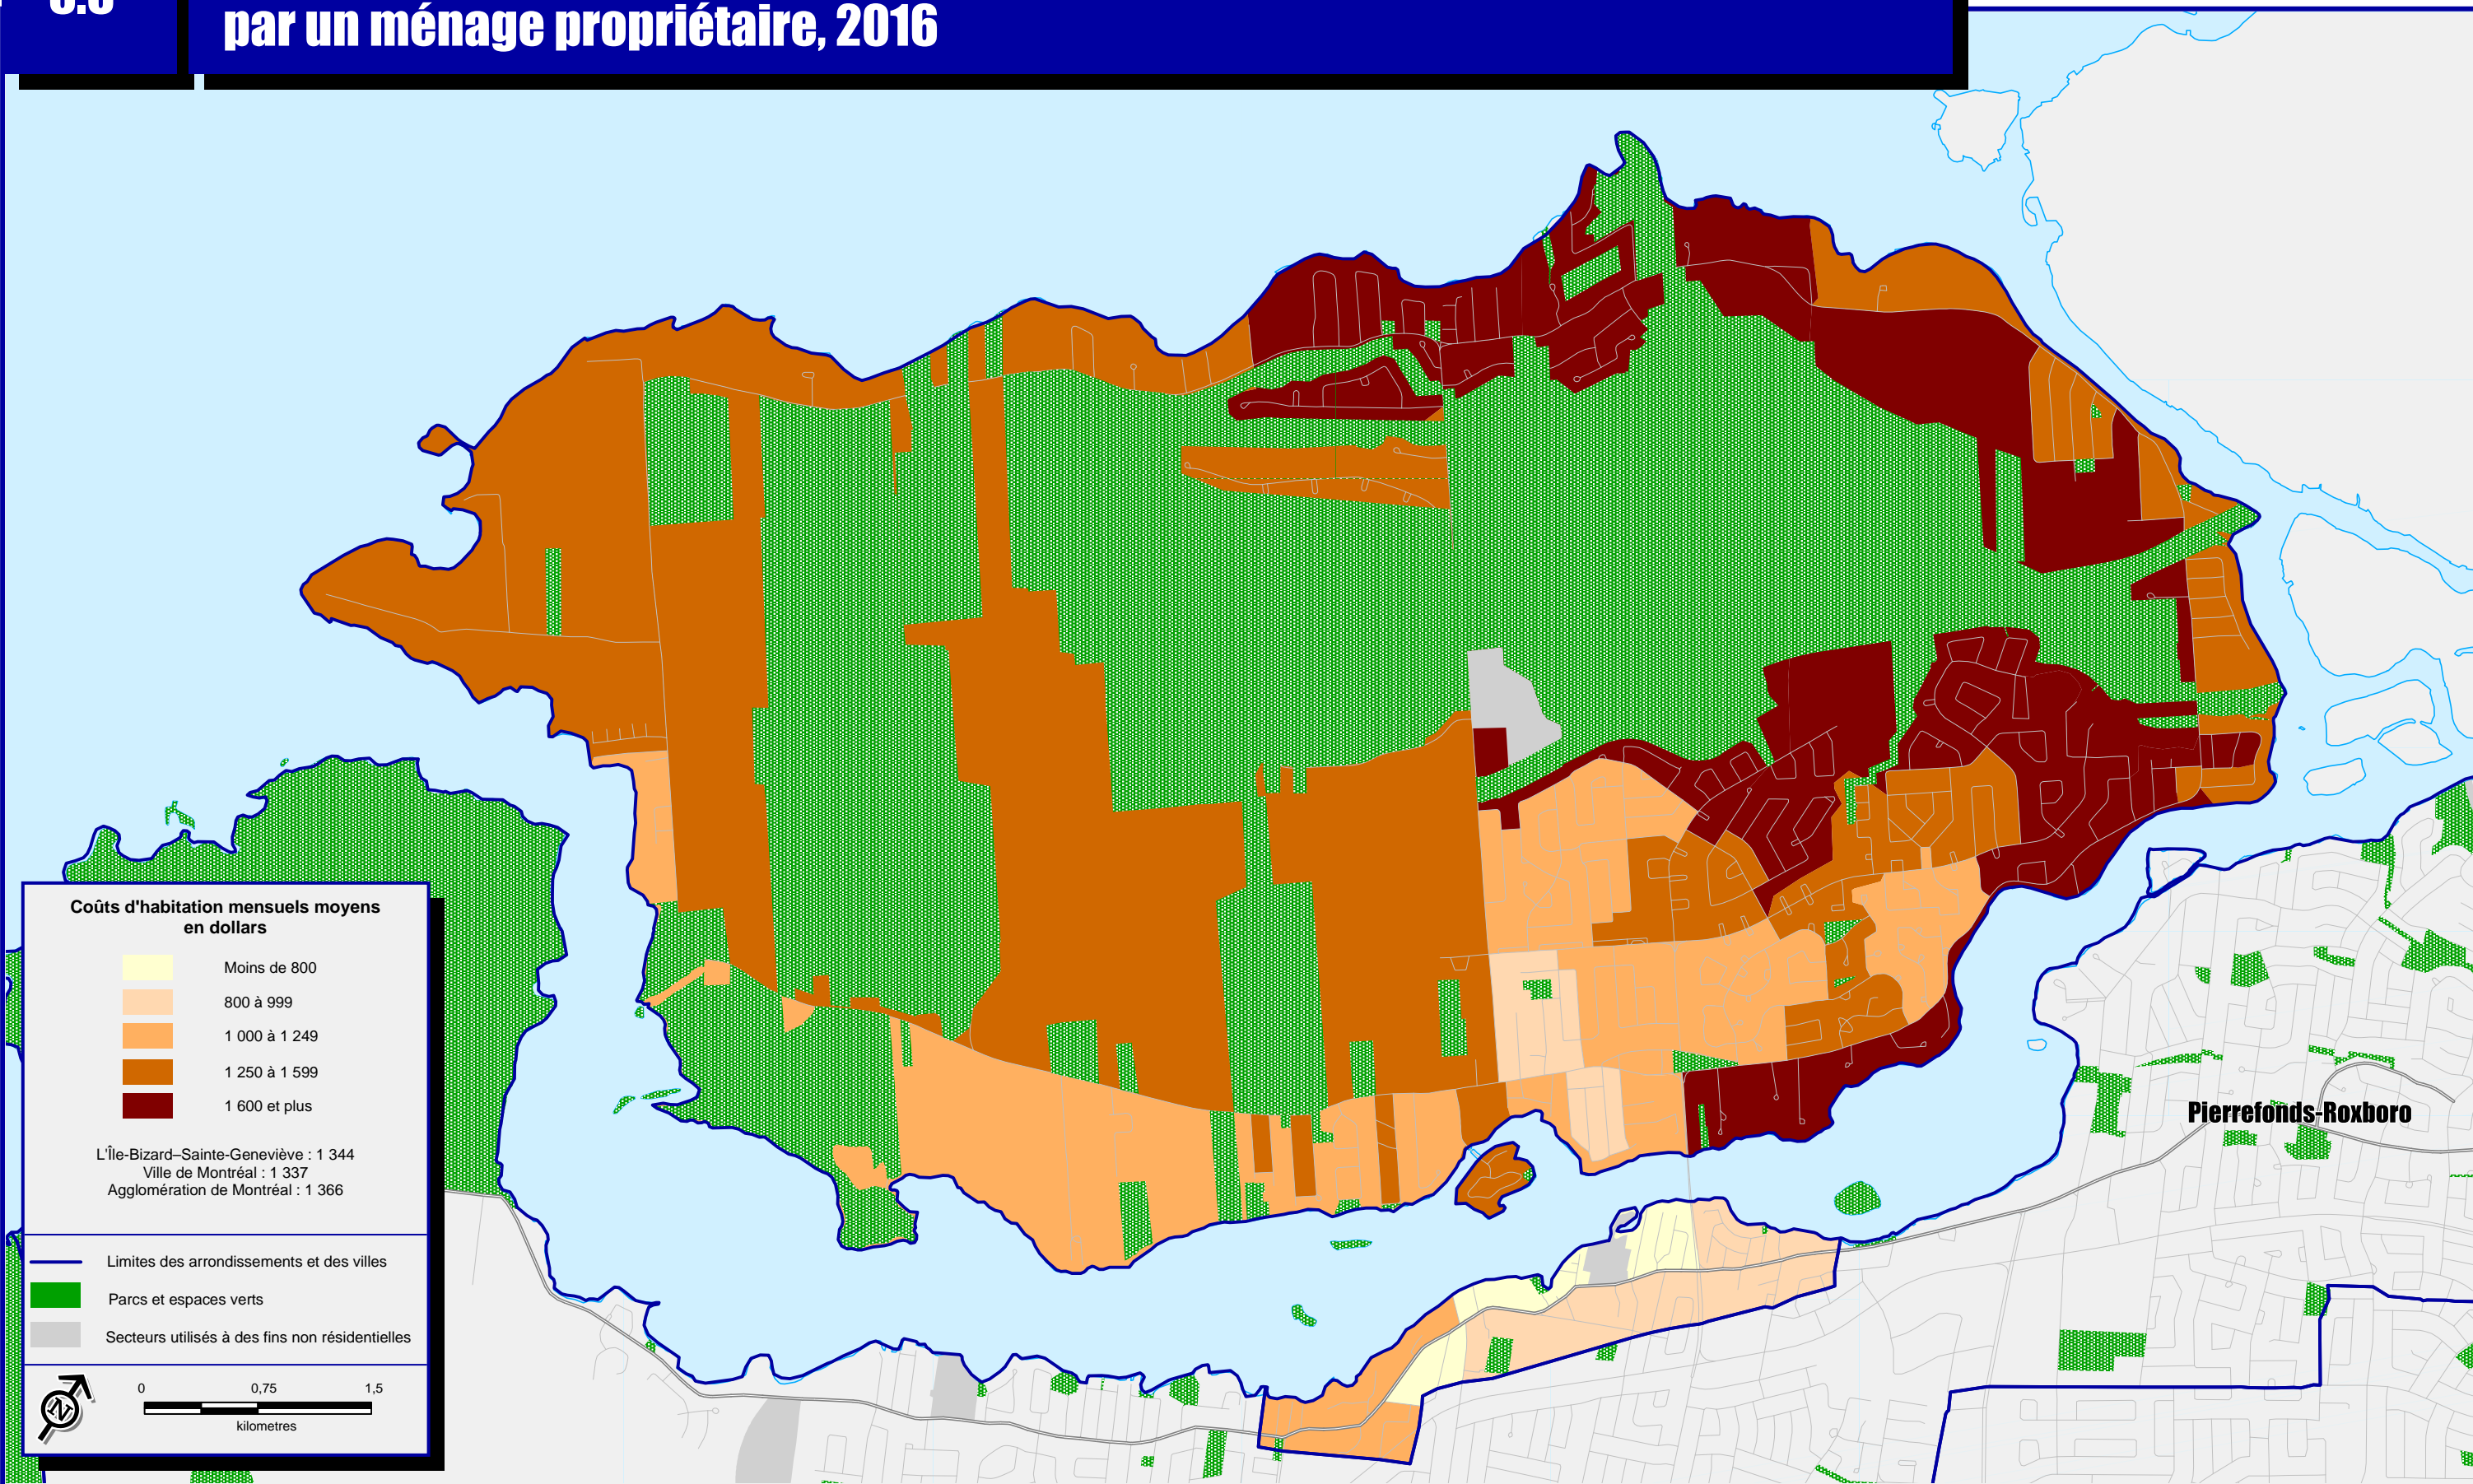 par un ménage propriétaire, 2016
Pierrefonds-Roxboro
Coûts d'habitation mensuels moyens
en dollars
Moins de 800
800 à 999
1 000 à 1 249
1 250 à 1 599
1 600 et plus
L'Île-Bizard–Sainte-Geneviève : 1 344
Ville de Montréal : 1 337
Agglomération de Montréal : 1 366
Limites des arrondissements et des villes
Parcs et espaces verts
Secteurs utilisés à des fins non résidentielles
N
0 0,75 1,5
kilometres